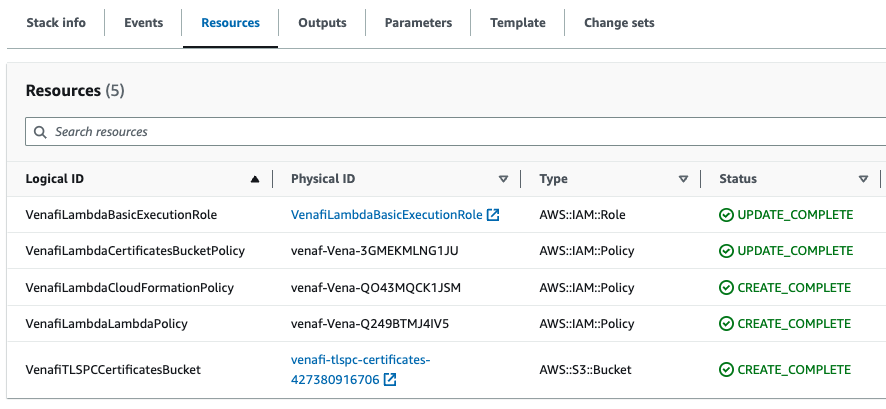 Stack info Events Resources Outputs Parameters Template Change sets
Resources (5)
Search resources
Logical ID Physical ID Type Status
VenafiLambdaBasicExecutionRole VenafiLambdaBasicExecutionRole AWS::IAM::Role UPDATE_COMPLETE
VenafiLambdaCertificatesBucketPolicy venaf-Vena-3GMEKMLNG1JU AWS::IAM::Policy UPDATE_COMPLETE
VenafiLambdaCloudFormationPolicy venaf-Vena-QO43MQCK1JSM AWS::IAM::Policy CREATE_COMPLETE
VenafiLambdaLambdaPolicy venaf-Vena-Q249BTMJ4IV5 AWS::IAM::Policy CREATE_COMPLETE
VenafiTLSPCCertificatesBucket venafi-tlspc-certificates- AWS::S3::Bucket CREATE_COMPLETE
427380916706